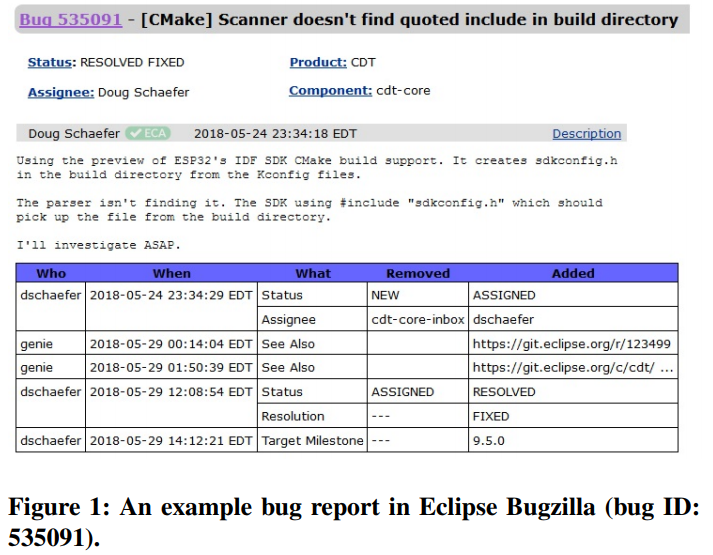 Bug 535091 - [CMake] Scanner doesn't find quoted include in build directory
Status: RESOLVED FIXED Product: CDT
Assignee: Doug Schaefer Component: cdt-core
Doug Schaefer ✓ECA 2018-05-24 23:34:18 EDT Description
Using the preview of ESP32's IDF SDK CMake build support. It creates sdkconfig.h
in the build directory from the Kconfig files.
The parser isn't finding it. The SDK using #include "sdkconfig.h" which should
pick up the file from the build directory.
I'll investigate ASAP.
Who When What Removed Added
dschaefer 2018-05-24 23:34:29 EDT Status NEW ASSIGNED
Assignee cdt-core-inbox dschaefer
genie 2018-05-29 00:14:04 EDT See Also https://git.eclipse.org/r/123499
genie 2018-05-29 01:50:39 EDT See Also https://git.eclipse.org/c/cdt/ ...
dschaefer 2018-05-29 12:08:54 EDT Status ASSIGNED RESOLVED
Resolution --- FIXED
dschaefer 2018-05-29 14:12:21 EDT Target Milestone --- 9.5.0
Figure 1: An example bug report in Eclipse Bugzilla (bug ID:
535091).